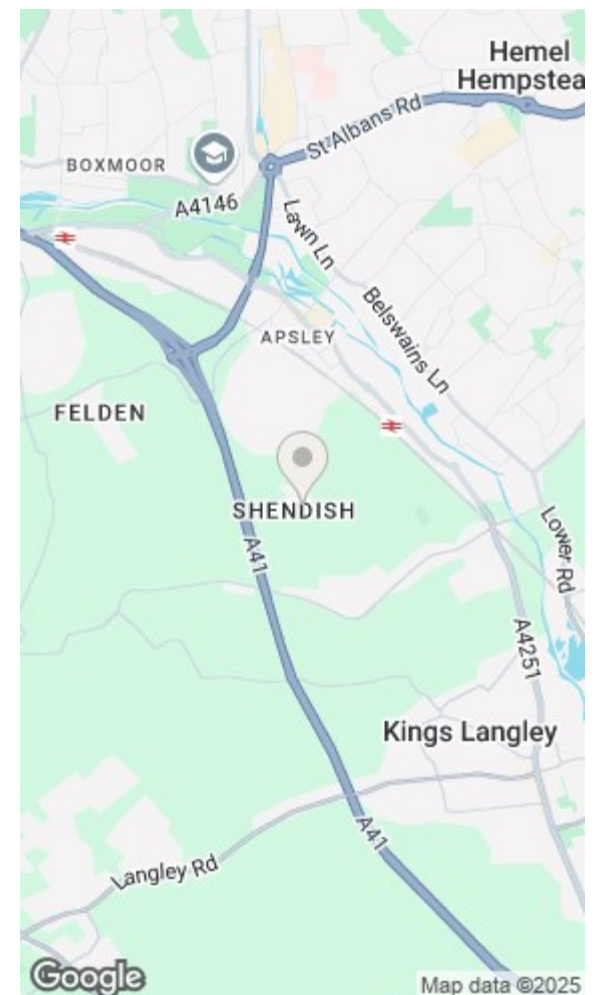 Hemel
Hempstea
St Albans Rd
BOXMOOR
A4146
Lawn Ln
Belswains Ln
APSLEY
FELDEN
SHENDISH
A41
Lower Rd
A4251
Kings Langley
A41
Langley Rd
Google
Map data ©2025